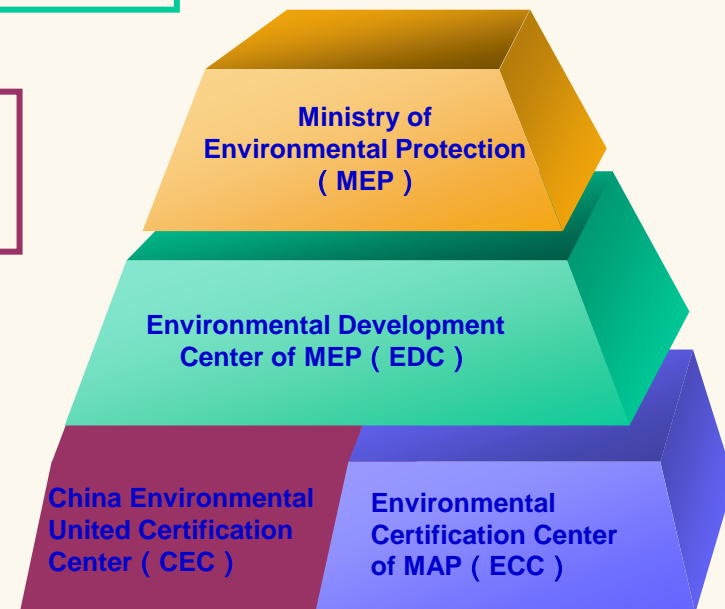 Ministry of
Environmental Protection
( MEP )
Environmental Development
Center of MEP ( EDC )
China Environmental
United Certification
Center ( CEC )
Environmental
Certification Center
of MAP ( ECC )